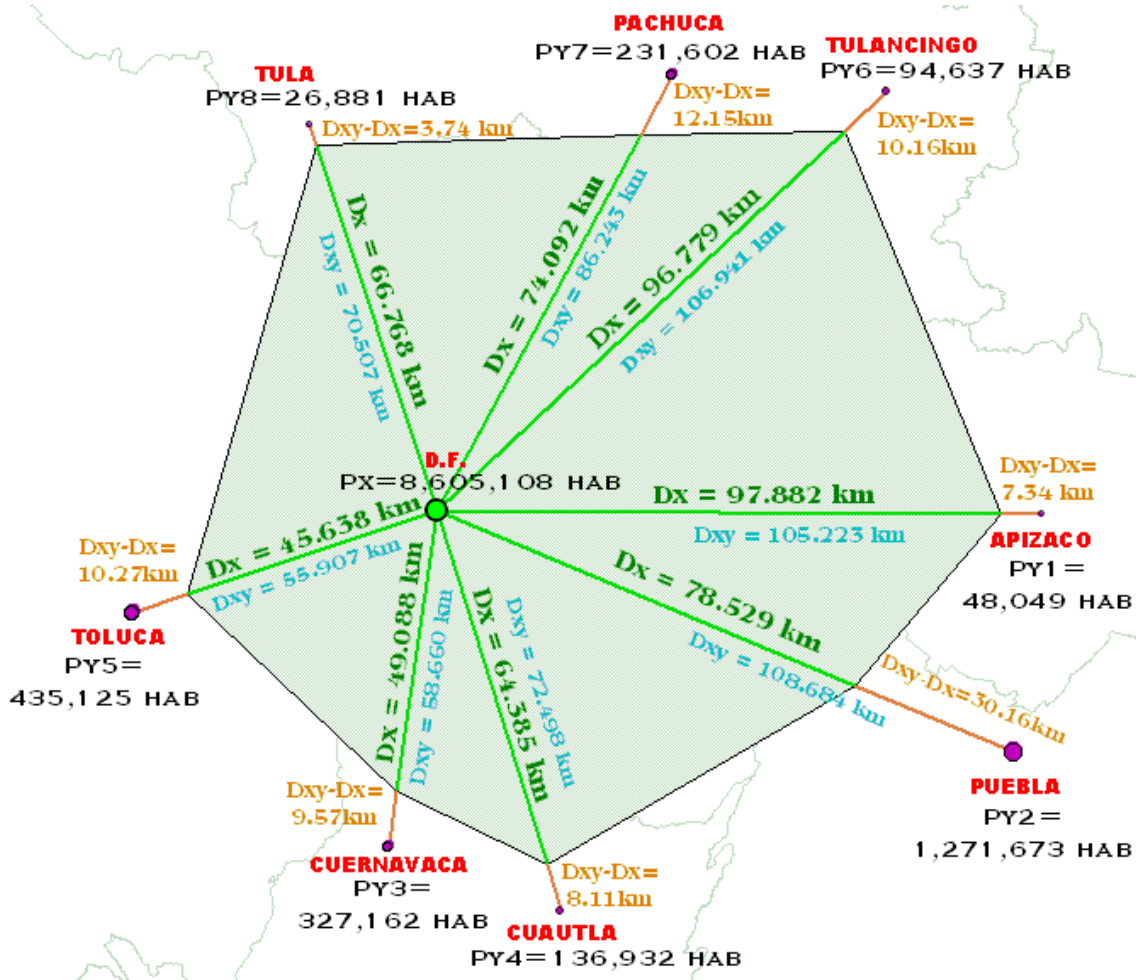 PACHUCA
PY7=231,602 HAB
TULANCINGO
PY6=94,637 HAB
TULA
PY8=26,881 HAB
Dxy-Dx=3.74 km
Dxy-Dx=
12.15km
Dxy-Dx=
10.16km
Dx = 66.768 km
Dxy = 70.507 km
Dx = 74.092 km
Dxy = 86.243 km
Dx = 96.779 km
Dxy = 106.941 km
D.F.
PX=8,605,108 HAB
Dx = 97.882 km
Dxy = 105.223 km
Dxy-Dx=
7.34 km
APIZACO
PY1=
48,049 HAB
Dxy-Dx=
10.27km
Dx = 45.638 km
Dxy = 55.907 km
TOLUCA
PY5=
435,125 HAB
Dx = 49.088 km
Dxy = 58.660 km
Dx = 64.385 km
Dxy = 72.498 km
Dx = 78.529 km
Dxy = 108.684 km
Dxy-Dx=30.16km
PUEBLA
PY2=
1,271,673 HAB
Dxy-Dx=
9.57km
CUERNAVACA
PY3=
327,162 HAB
Dxy-Dx=
8.11km
CUAUTLA
PY4=136,932 HAB